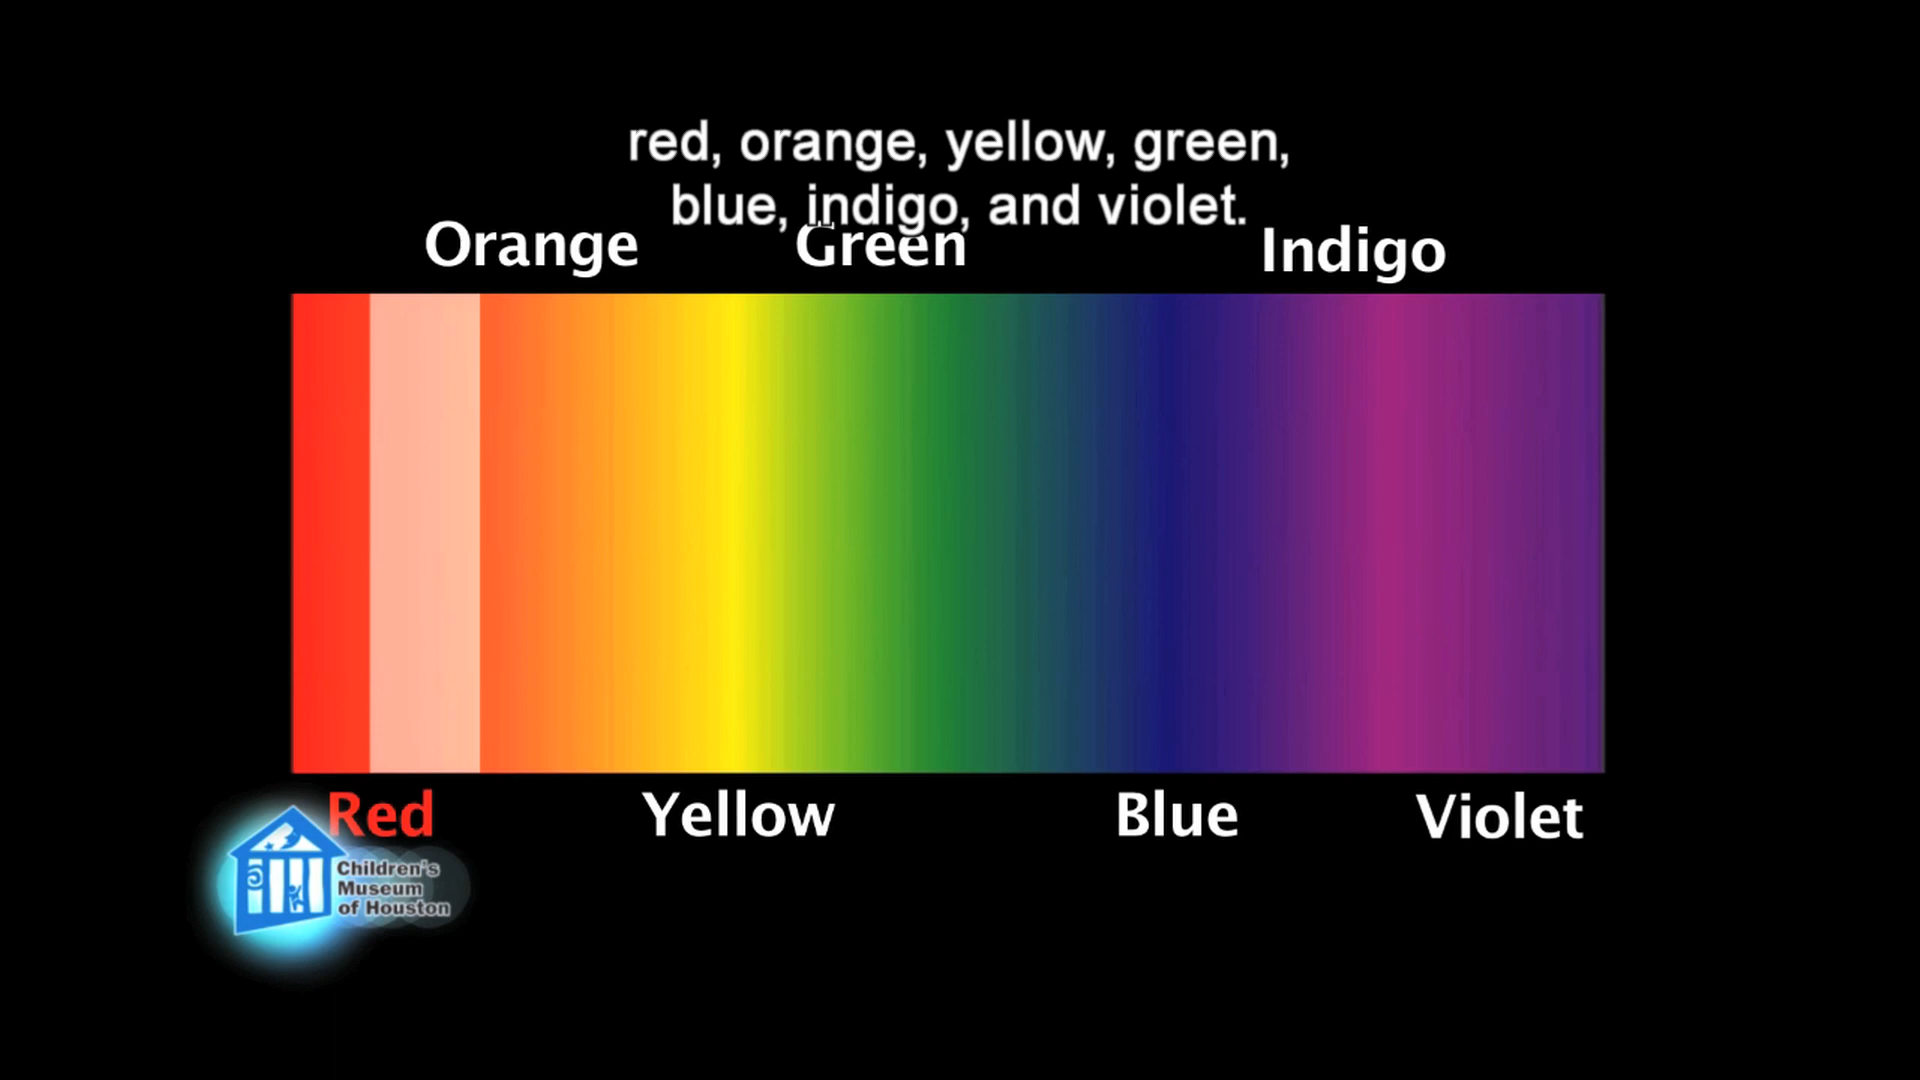 red, orange, yellow, green,
blue, indigo, and violet.
Orange
Green
Indigo
Red
Yellow
Blue
Violet
Children's
Museum
of Houston